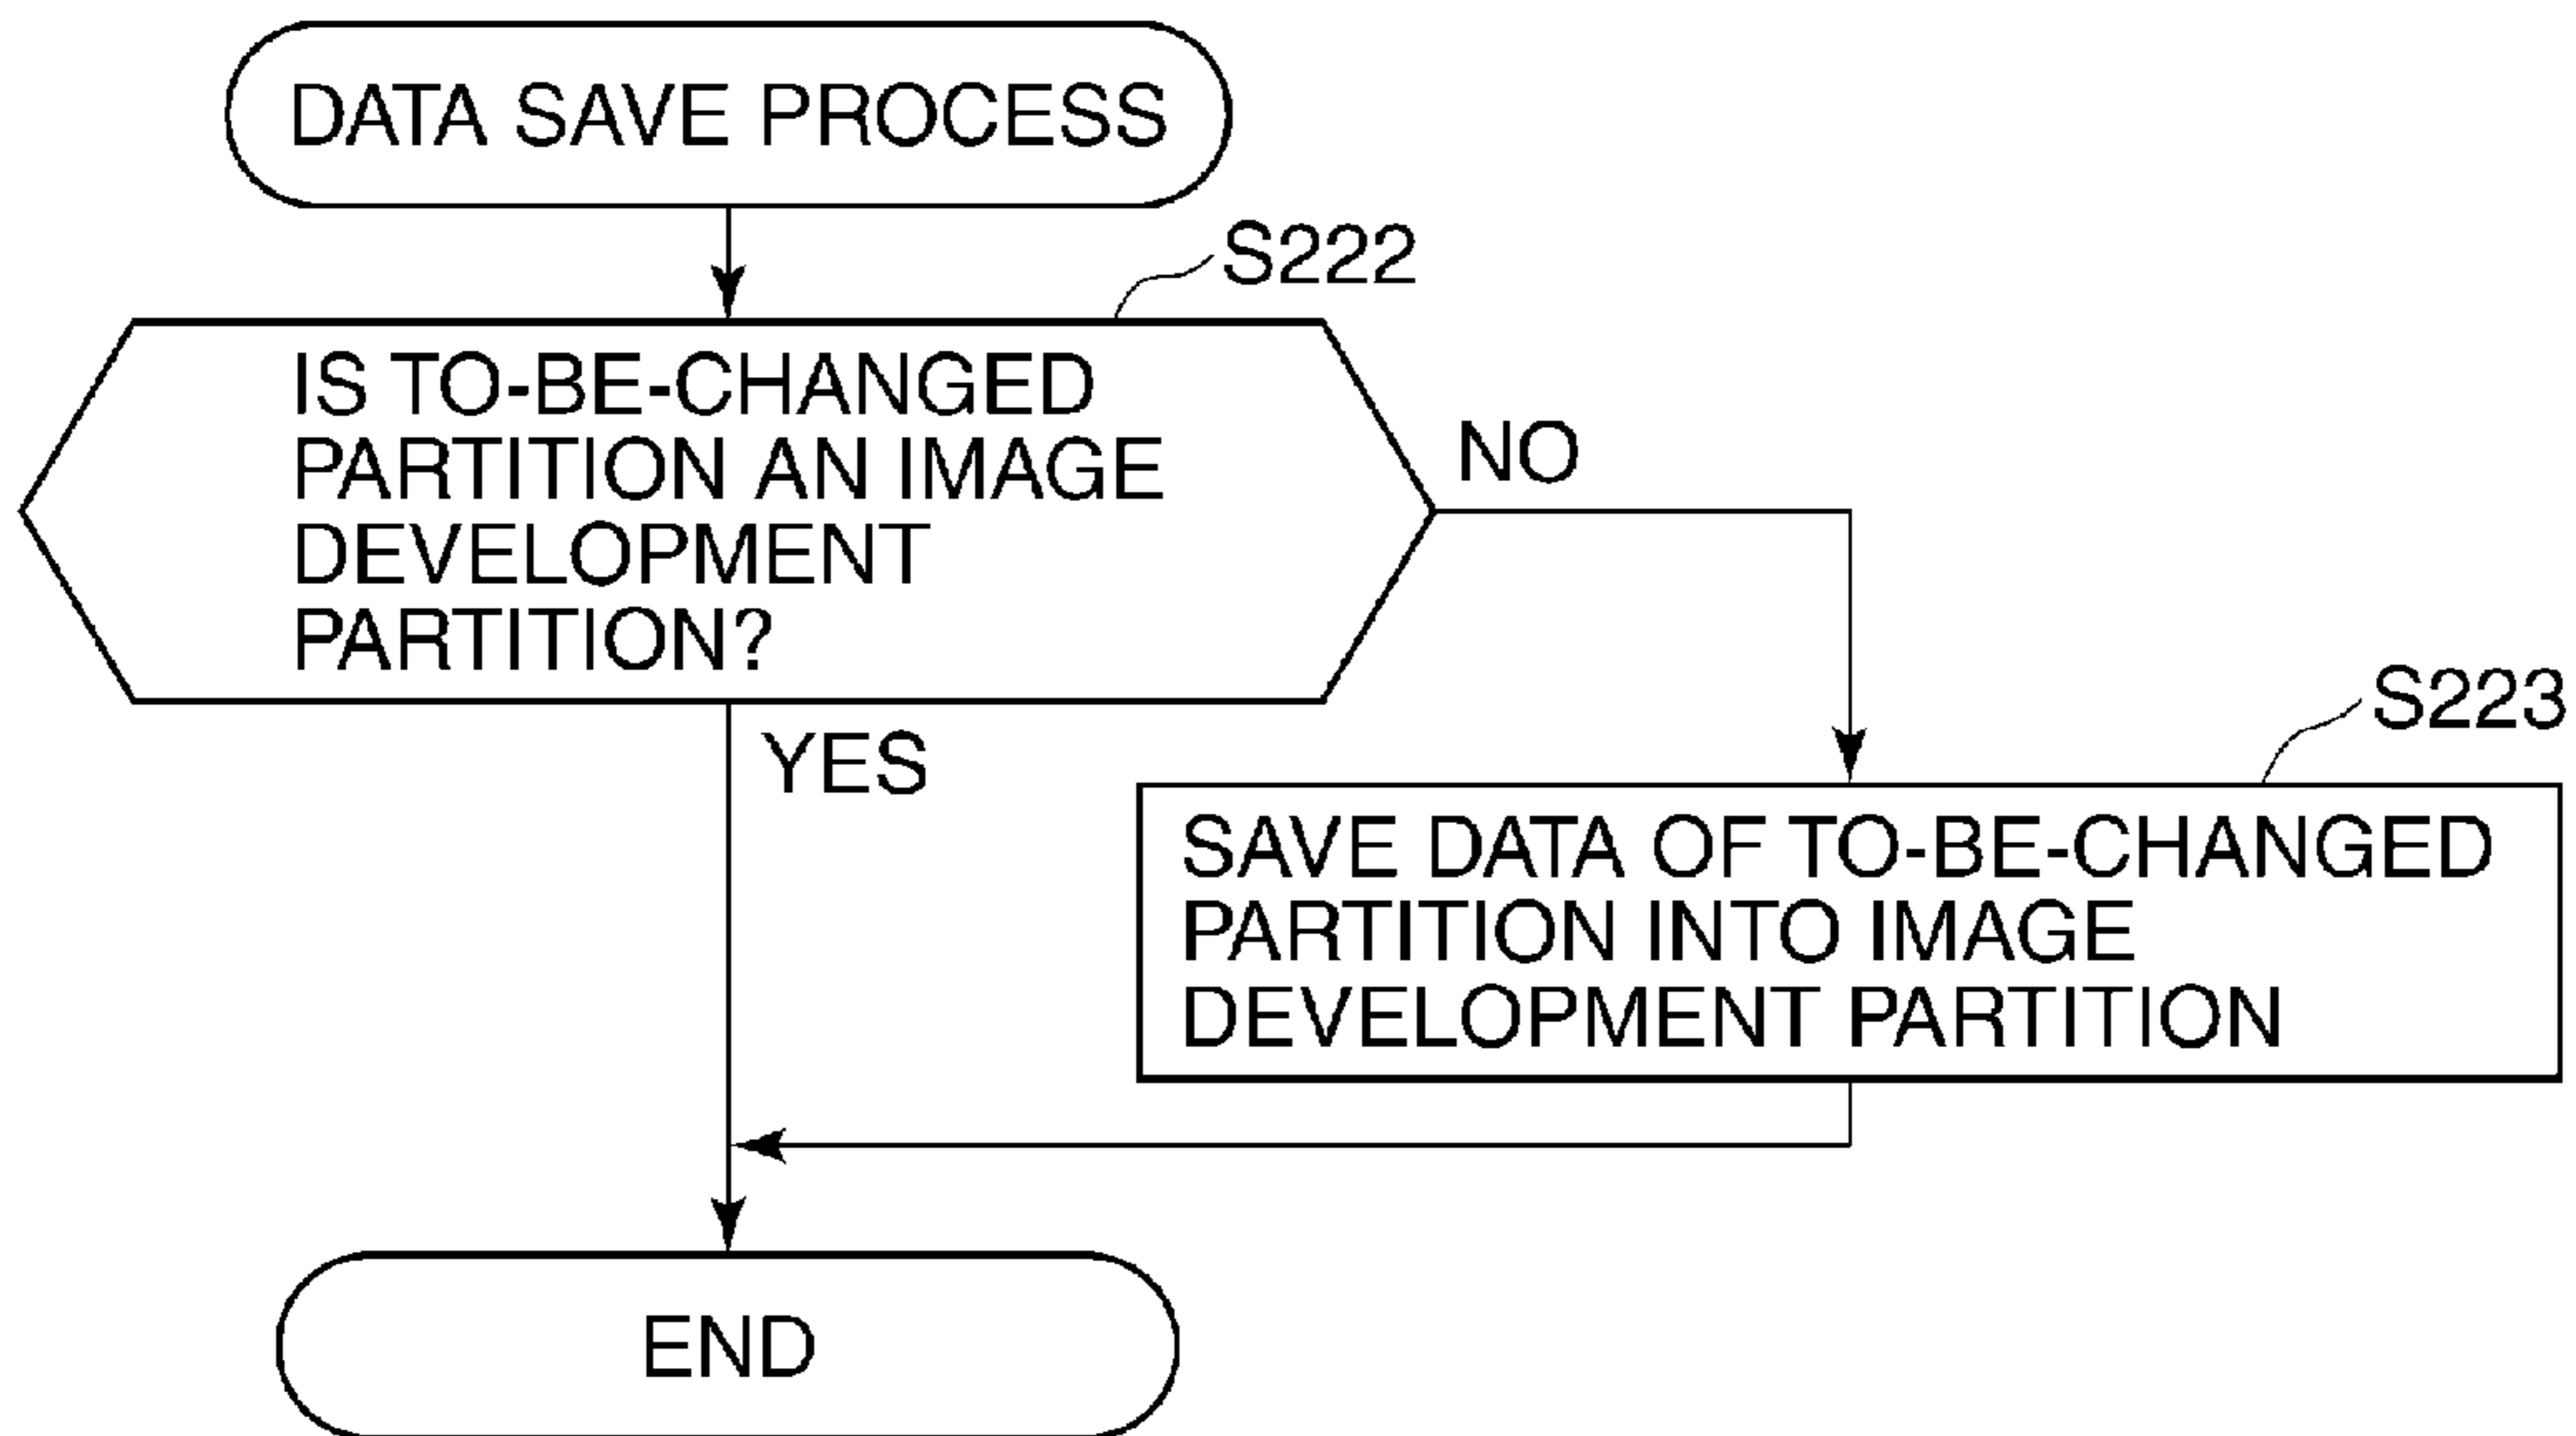 DATA SAVE PROCESS
S222
IS TO-BE-CHANGED
PARTITION AN IMAGE
DEVELOPMENT
PARTITION?
NO
YES
S223
SAVE DATA OF TO-BE-CHANGED
PARTITION INTO IMAGE
DEVELOPMENT PARTITION
END